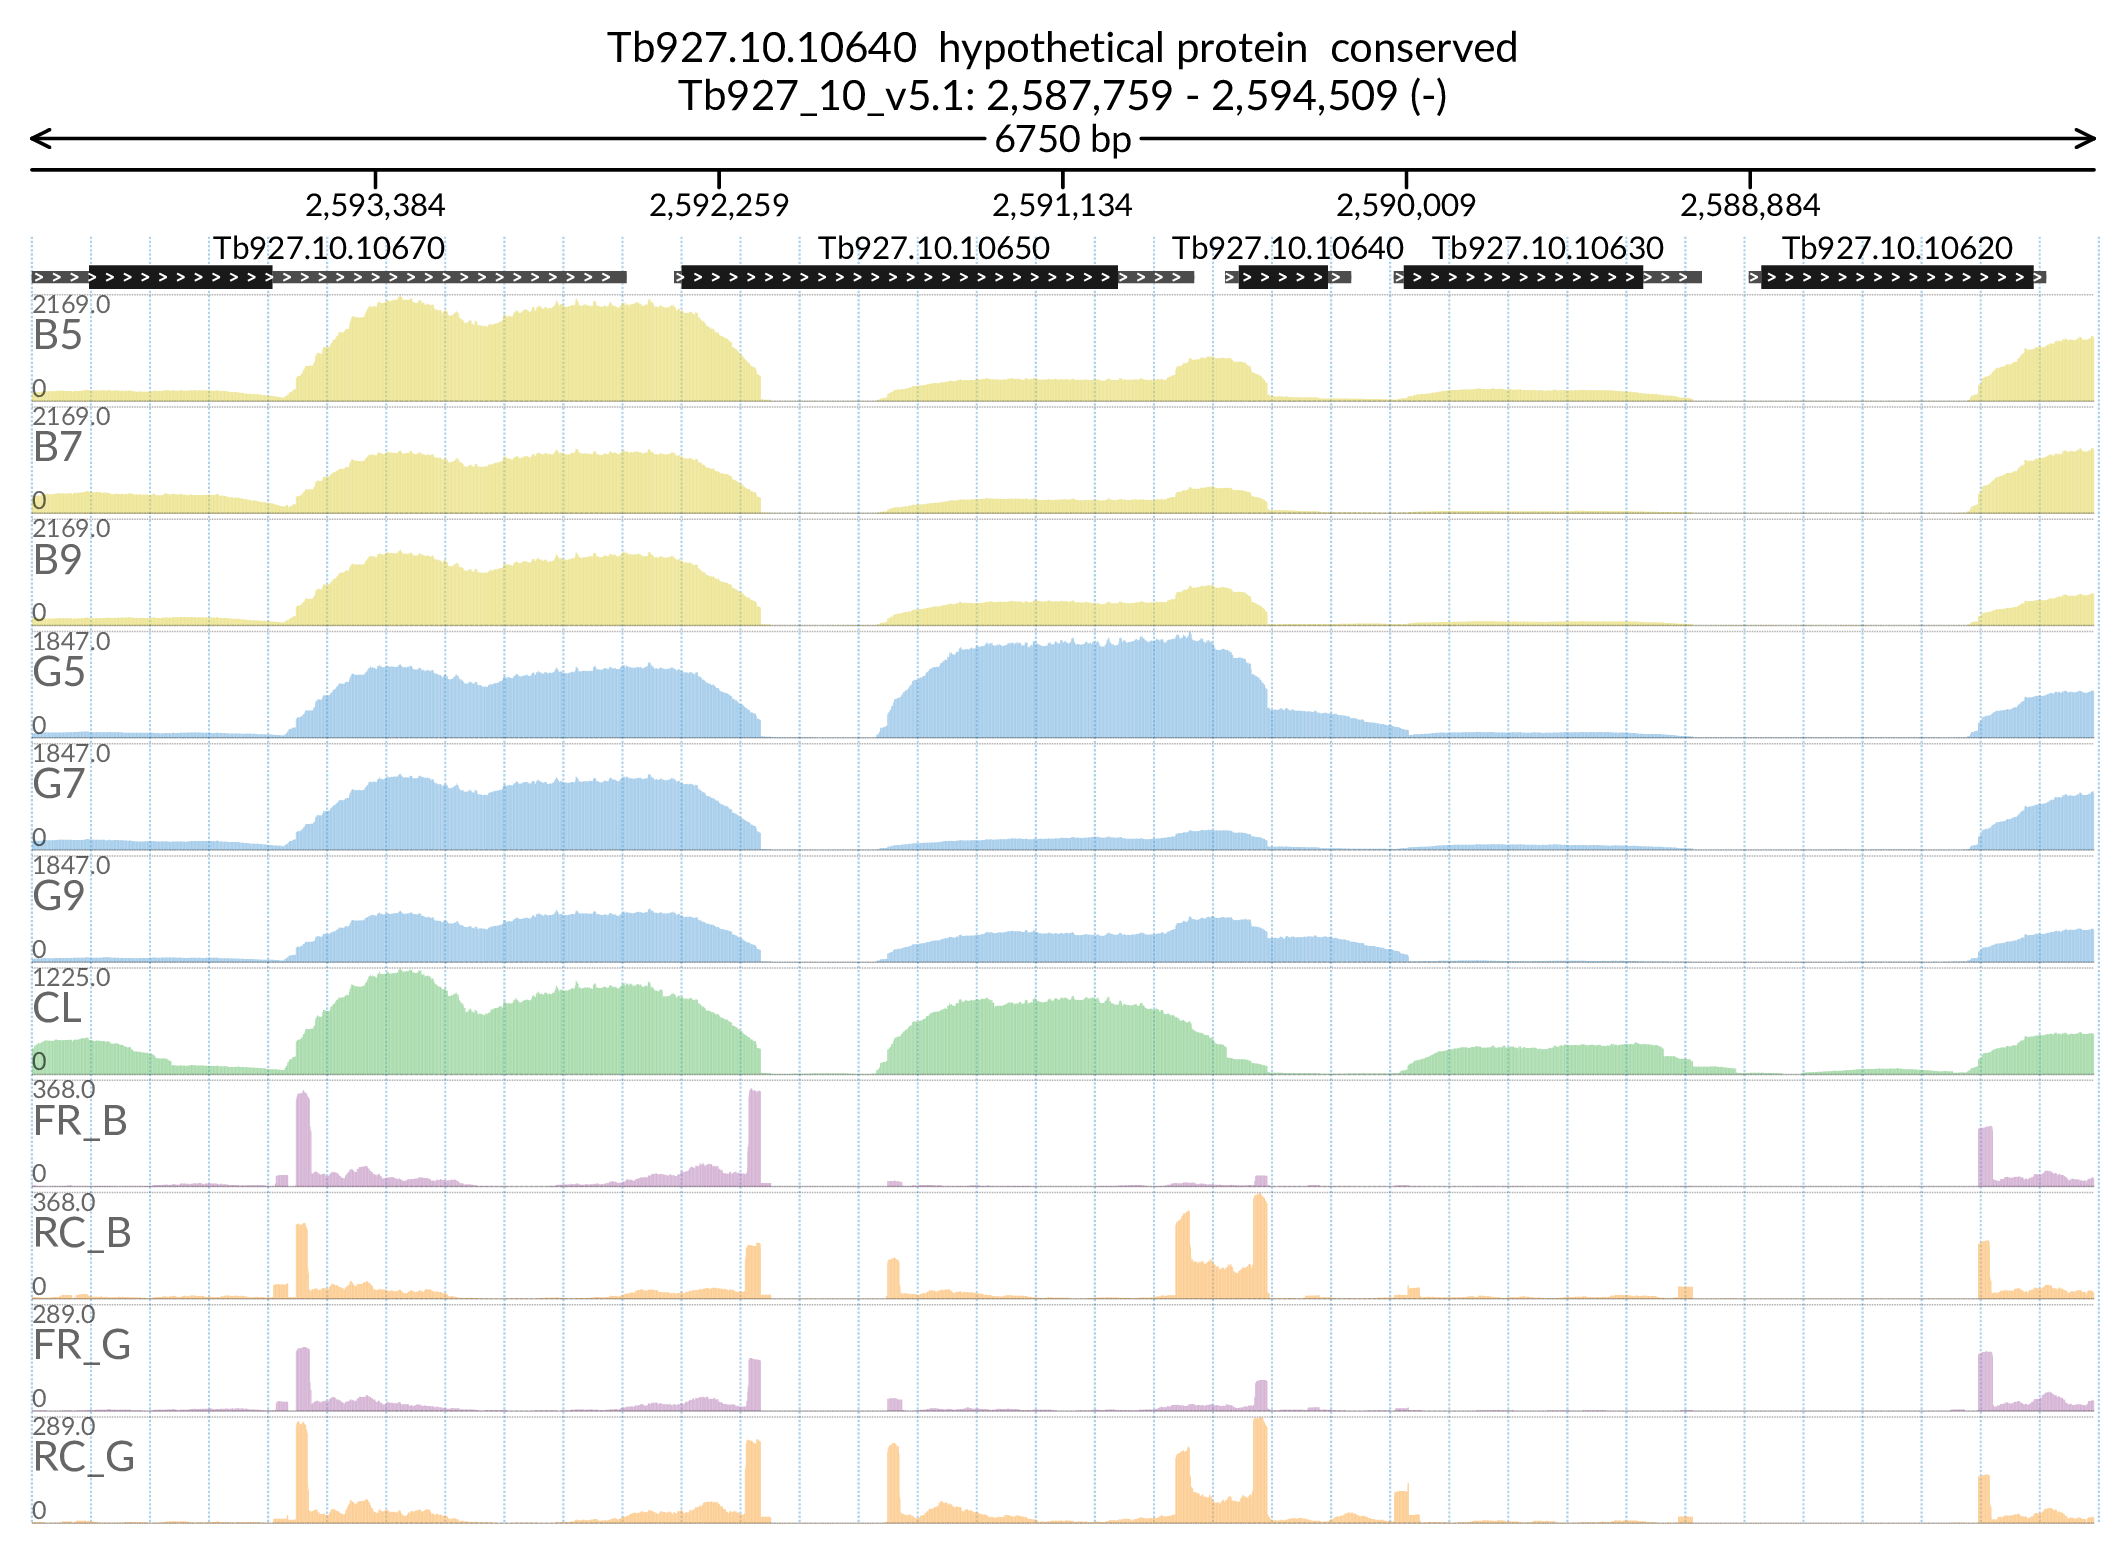 Tb927.10.10640  hypothetical protein  conserved
Tb927_10_v5.1: 2,587,759 - 2,594,509 (-)
6750 bp
2,593,384 2,592,259 2,591,134 2,590,009 2,588,884
Tb927.10.10670 Tb927.10.10650 Tb927.10.10640 Tb927.10.10630 Tb927.10.10620
2169.0
B5
0
2169.0
B7
0
2169.0
B9
0
1847.0
G5
0
1847.0
G7
0
1847.0
G9
0
1225.0
CL
0
368.0
FR_B
0
368.0
RC_B
0
289.0
FR_G
0
289.0
RC_G
0